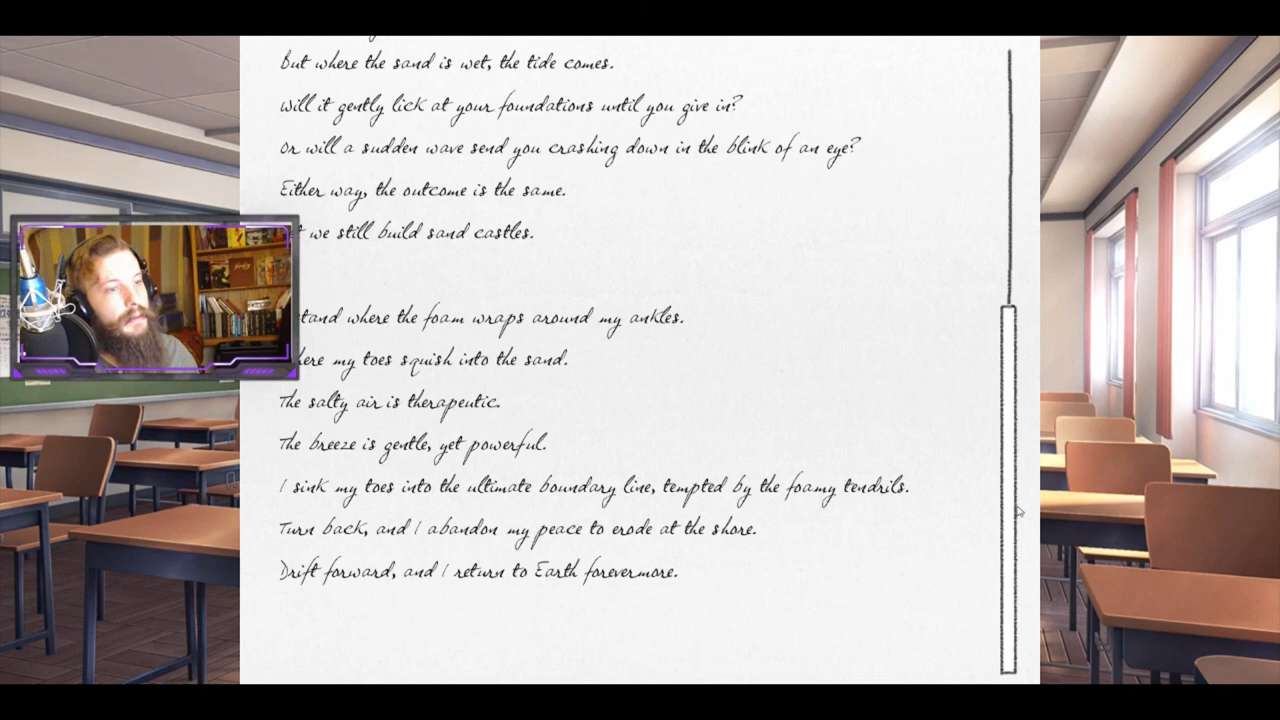 But where the sand is wet, the tide comes.
Will it gently lick at your foundations until you give in?
Or will a sudden wave send you crashing down in the blink of an eye?
Either way, the outcome is the same.
we still build sand castles.
where the foam wraps around my ankles.
my toes squish into the sand.
The salty air is therapeutic.
The breeze is gentle, yet powerful.
I sink my toes into the ultimate boundary line, tempted by the foamy tendrils.
Turn back, and I abandon my peace to erode at the shore.
Drift forward, and I return to Earth forevermore.